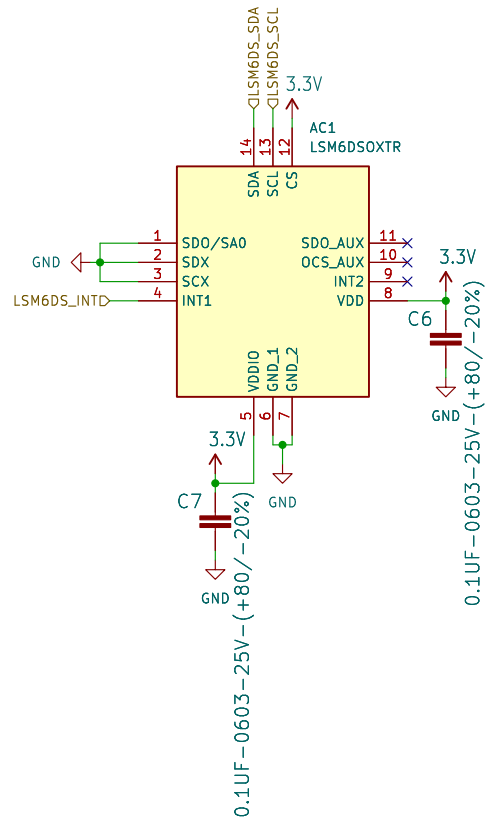 LSM6DS_SDA
LSM6DS_SCL
3.3V
14
13
12
AC1
LSM6DSOXTR
SDA
SCL
CS
1
SDO/SA0
SDO_AUX
11
GND
2
SDX
OCS_AUX
10
3
SCX
INT2
9
LSM6DS_INT
4
INT1
VDD
8
3.3V
C6
0.1UF-0603-25V-(+80/-20%)
GND
VDDIO
GND_1
GND_2
5
6
7
3.3V
GND
C7
0.1UF-0603-25V-(+80/-20%)
GND